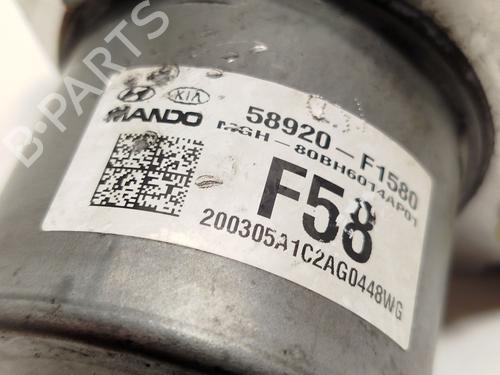 KIA
MANDO
58920-F1580
MGH-80BH6014AP01
F58
200305A1C2AG0448WG
B-PARTS